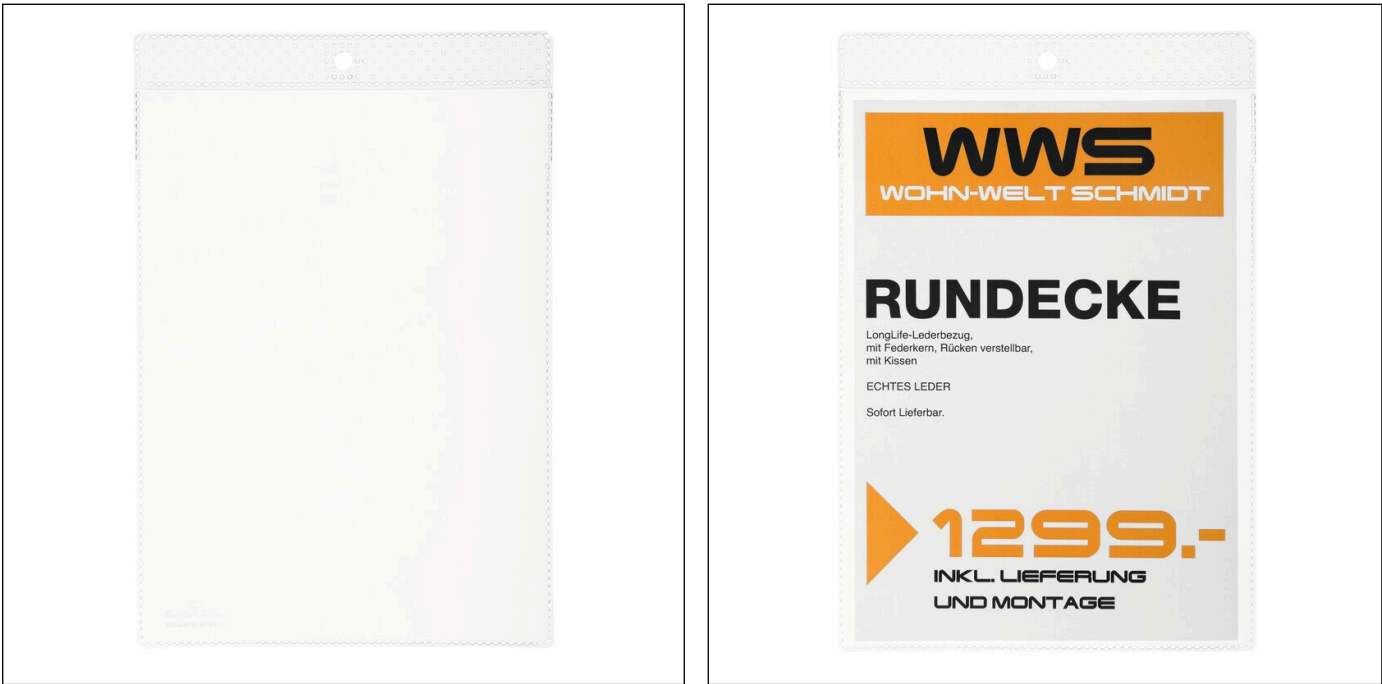 WWS
WOHN-WELT SCHMIDT
RUNDECKE
LongLife-Lederbezug,
mit Federkern, Rücken verstellbar,
mit Kissen
ECHTES LEDER
Sofort Lieferbar.
1299.-
INKL. LIEFERUNG
UND MONTAGE